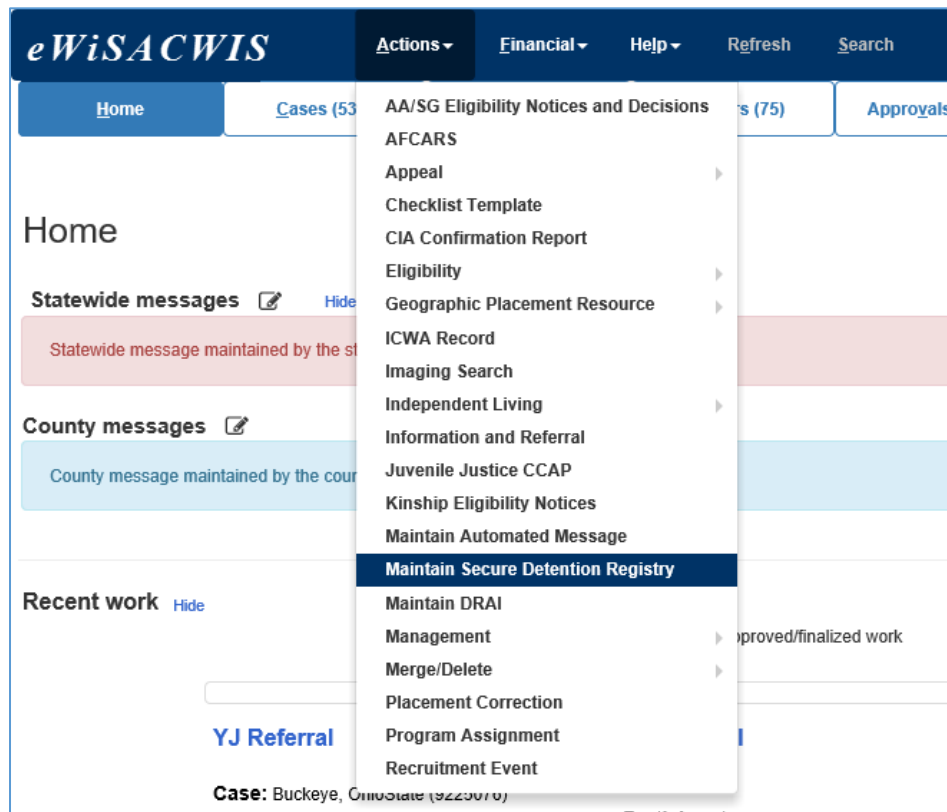 eWiSACWIS Actions Financial Help Refresh Search
Home Cases (53 rs (75) Approvals
AA/SG Eligibility Notices and Decisions
AFCARS
Appeal
Checklist Template
CIA Confirmation Report
Eligibility
Geographic Placement Resource
ICWA Record
Imaging Search
Independent Living
Information and Referral
Juvenile Justice CCAP
Kinship Eligibility Notices
Maintain Automated Message
Maintain Secure Detention Registry
Maintain DRAI
Management
Merge/Delete
Placement Correction
Program Assignment
Recruitment Event
Home
Statewide messages Hide
Statewide message maintained by the st
County messages
County message maintained by the cour
Recent work Hide
pproved/finalized work
YJ Referral
Case: Buckeye, OhioState (9225076)